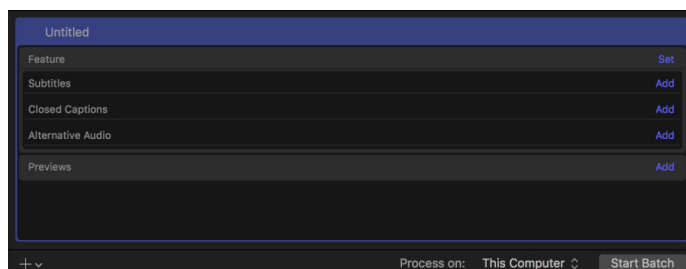 Untitled
Feature Set
Subtitles Add
Closed Captions Add
Alternative Audio Add
Previews Add
Process on: This Computer Start Batch